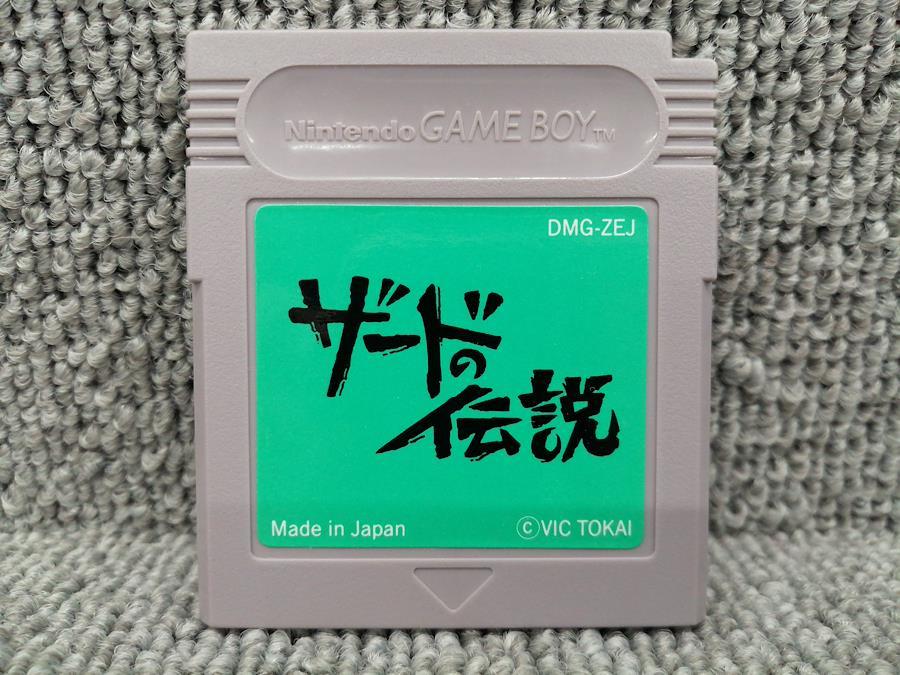 Nintendo GAME BOY TM
DMG-ZEJ
ザードの
伝説
Made in Japan
©VIC TOKAI